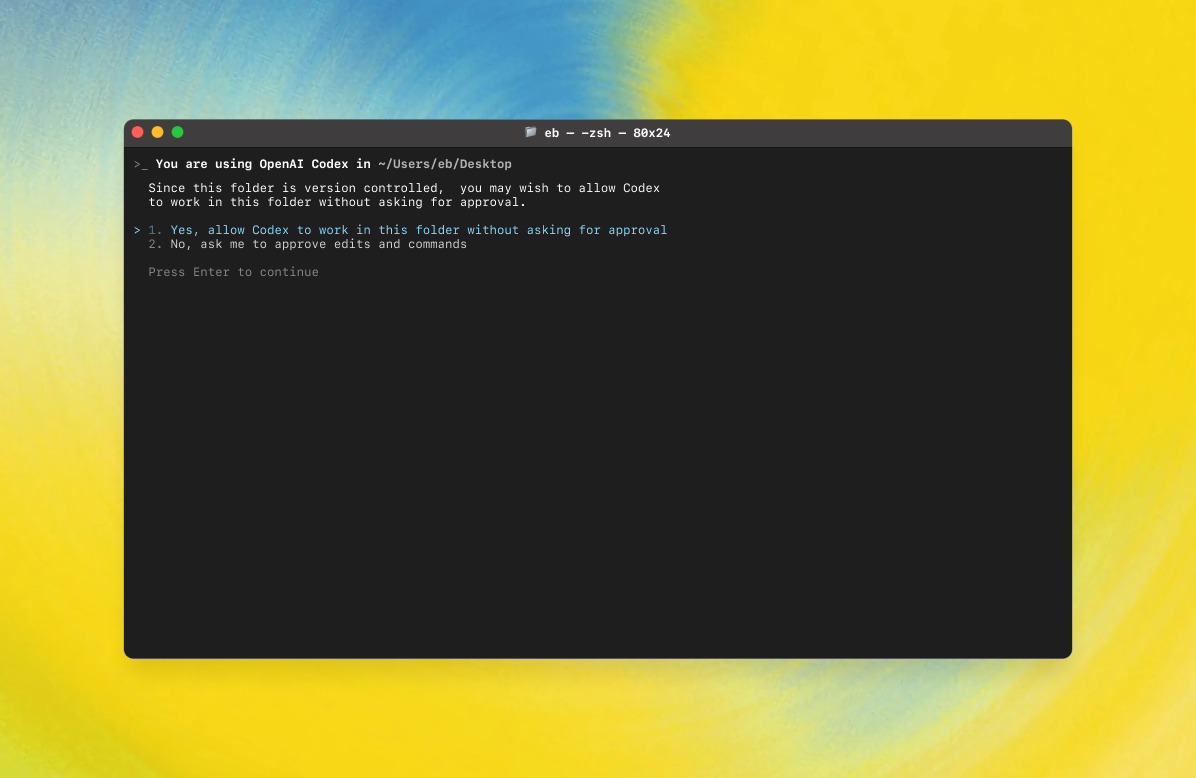 eb — -zsh — 80x24
>_ You are using OpenAI Codex in ~/Users/eb/Desktop
Since this folder is version controlled,  you may wish to allow Codex
to work in this folder without asking for approval.
> 1. Yes, allow Codex to work in this folder without asking for approval
2. No, ask me to approve edits and commands
Press Enter to continue